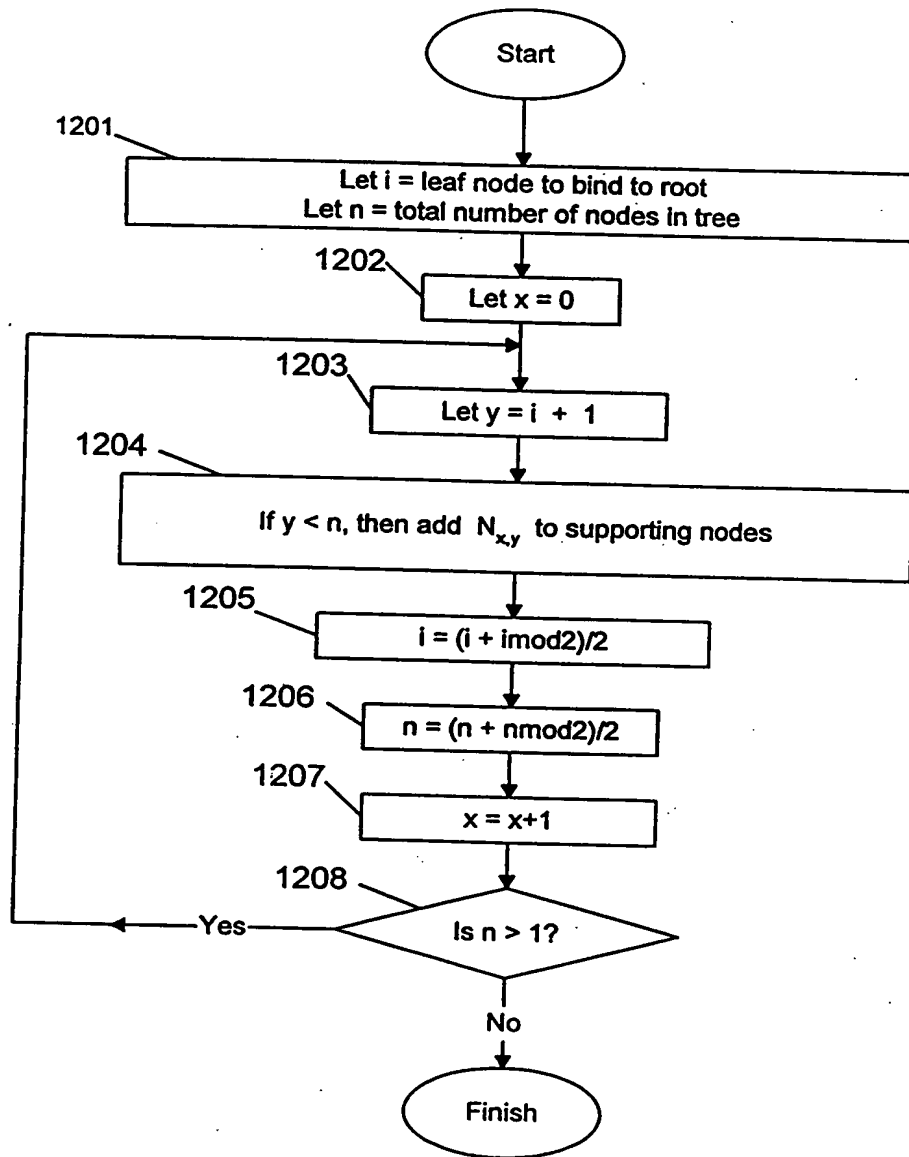 Start
1201
Let i = leaf node to bind to root
Let n = total number of nodes in tree
1202
Let x = 0
1203
Let y = i + 1
1204
If y < n, then add N_{x,y} to supporting nodes
1205
i = (i + imod2)/2
1206
n = (n + nmod2)/2
1207
x = x+1
1208
Is n > 1?
Yes
No
Finish